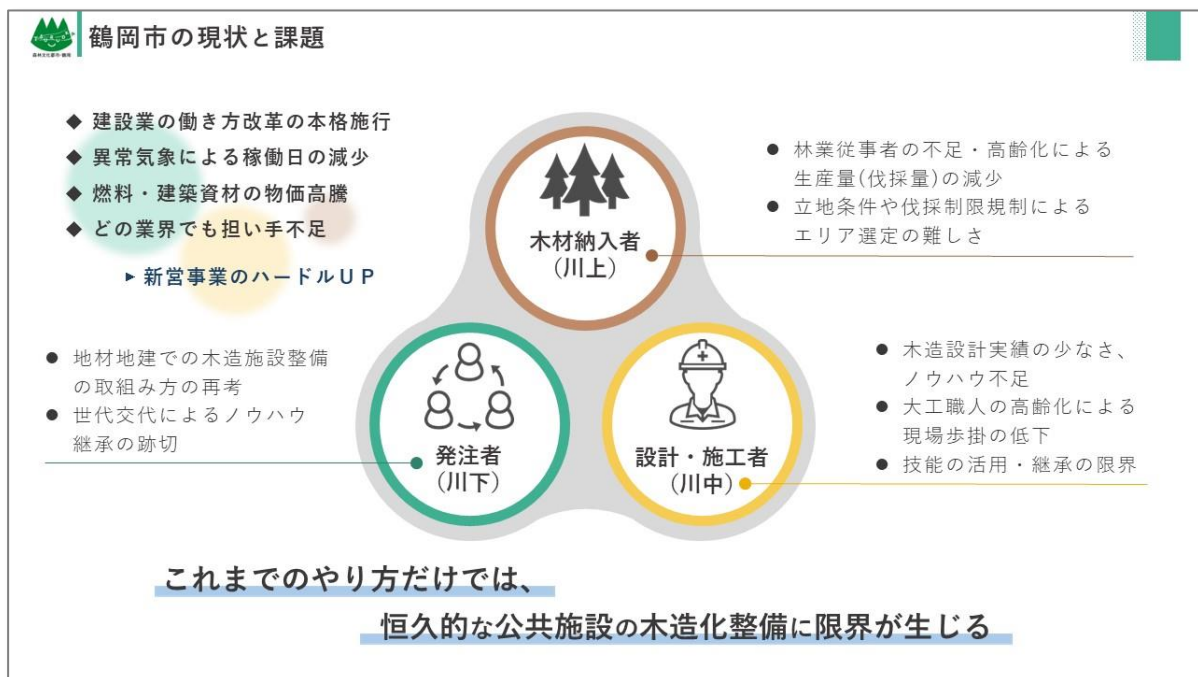 鶴岡市の現状と課題
◆ 建設業の働き方改革の本格施行
◆ 異常気象による稼働日の減少
◆ 燃料・建築資材の物価高騰
◆ どの業界でも担い手不足
▶ 新営事業のハードルUP
木材納入者
(川上)
● 林業従事者の不足・高齢化による
生産量(伐採量)の減少
● 立地条件や伐採制限規制による
エリア選定の難しさ
● 地材地建での木造施設整備
の取組み方の再考
● 世代交代によるノウハウ
継承の跡切
発注者
(川下)
設計・施工者
(川中)
● 木造設計実績の少なさ、
ノウハウ不足
● 大工職人の高齢化による
現場歩掛の低下
● 技能の活用・継承の限界
これまでのやり方だけでは、
恒久的な公共施設の木造化整備に限界が生じる